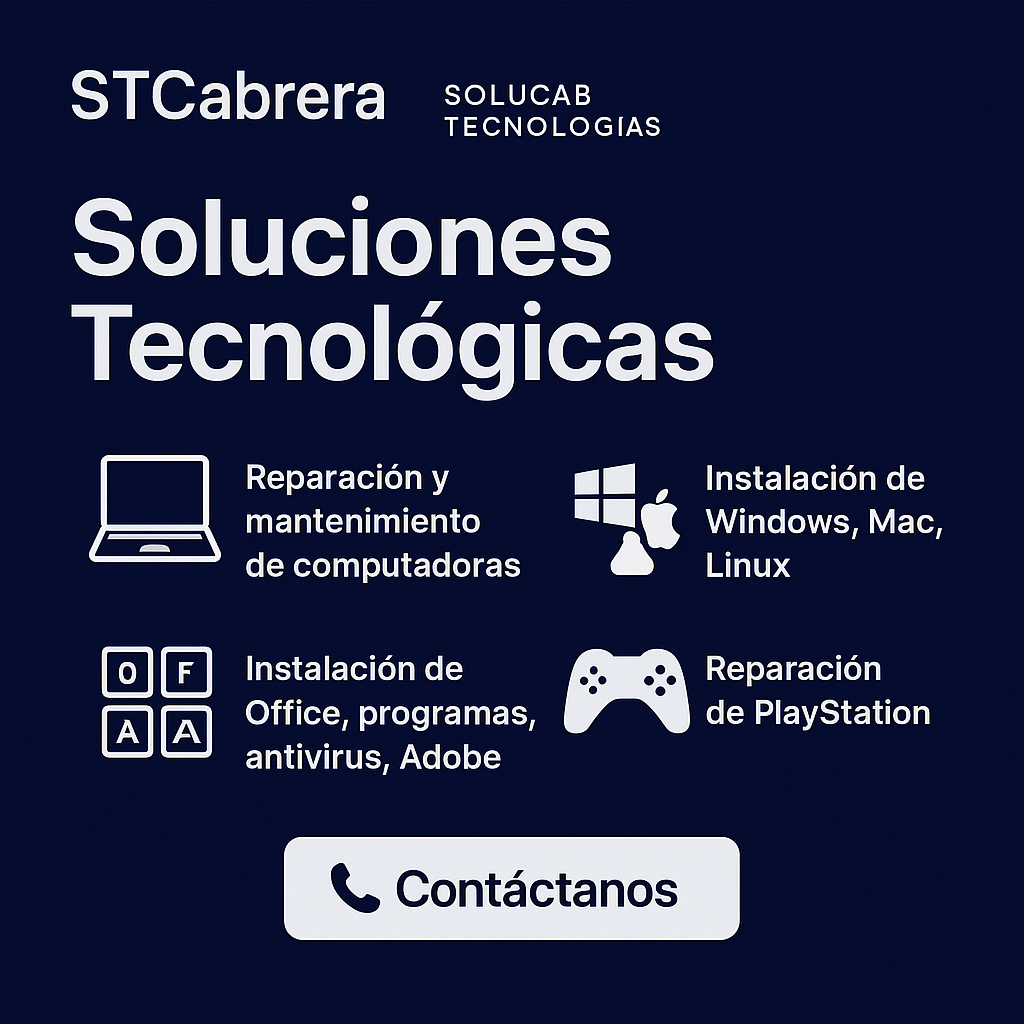 STCabrera
SOLUCAB
TECNOLOGIAS
Soluciones
Tecnológicas
Reparación y
mantenimiento
de computadoras
Instalación de
Windows, Mac,
Linux
O F
A A
Instalación de
Office, programas,
antivirus, Adobe
Reparación
de PlayStation
Contáctanos